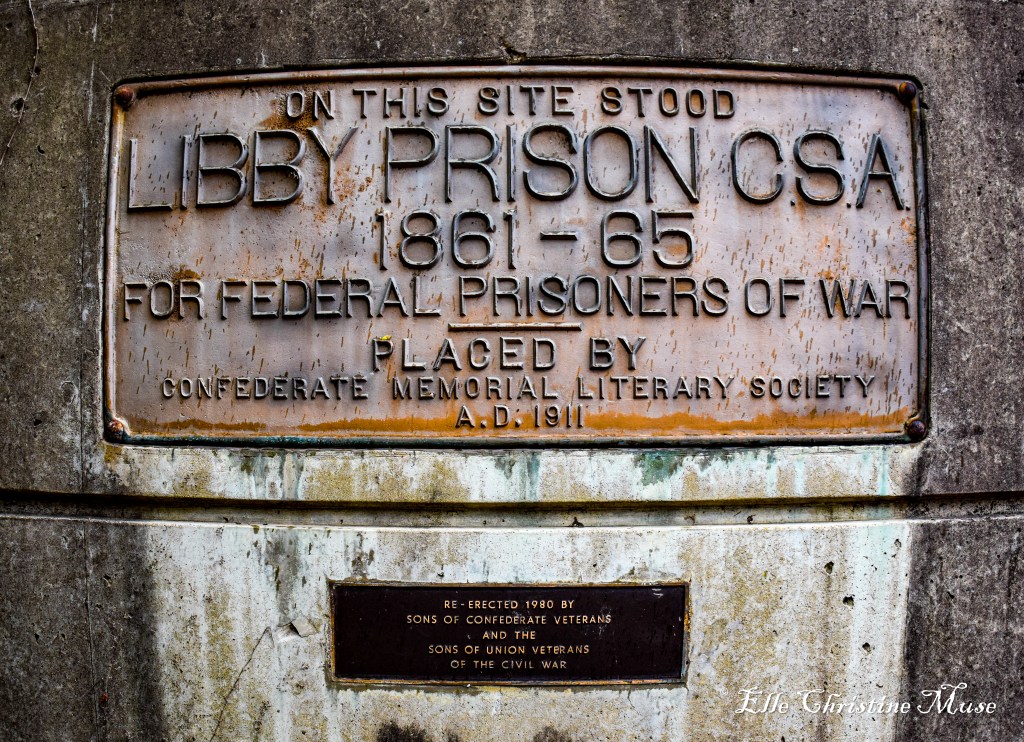 ON THIS SITE STOOD
LIBBY PRISON C.S.A.
1861-65
FOR FEDERAL PRISONERS OF WAR
PLACED BY
CONFEDERATE MEMORIAL LITERARY SOCIETY
A.D. 1911
RE-ERECTED 1980 BY
SONS OF CONFEDERATE VETERANS
AND THE
SONS OF UNION VETERANS
OF THE CIVIL WAR
Elle Christine Muse